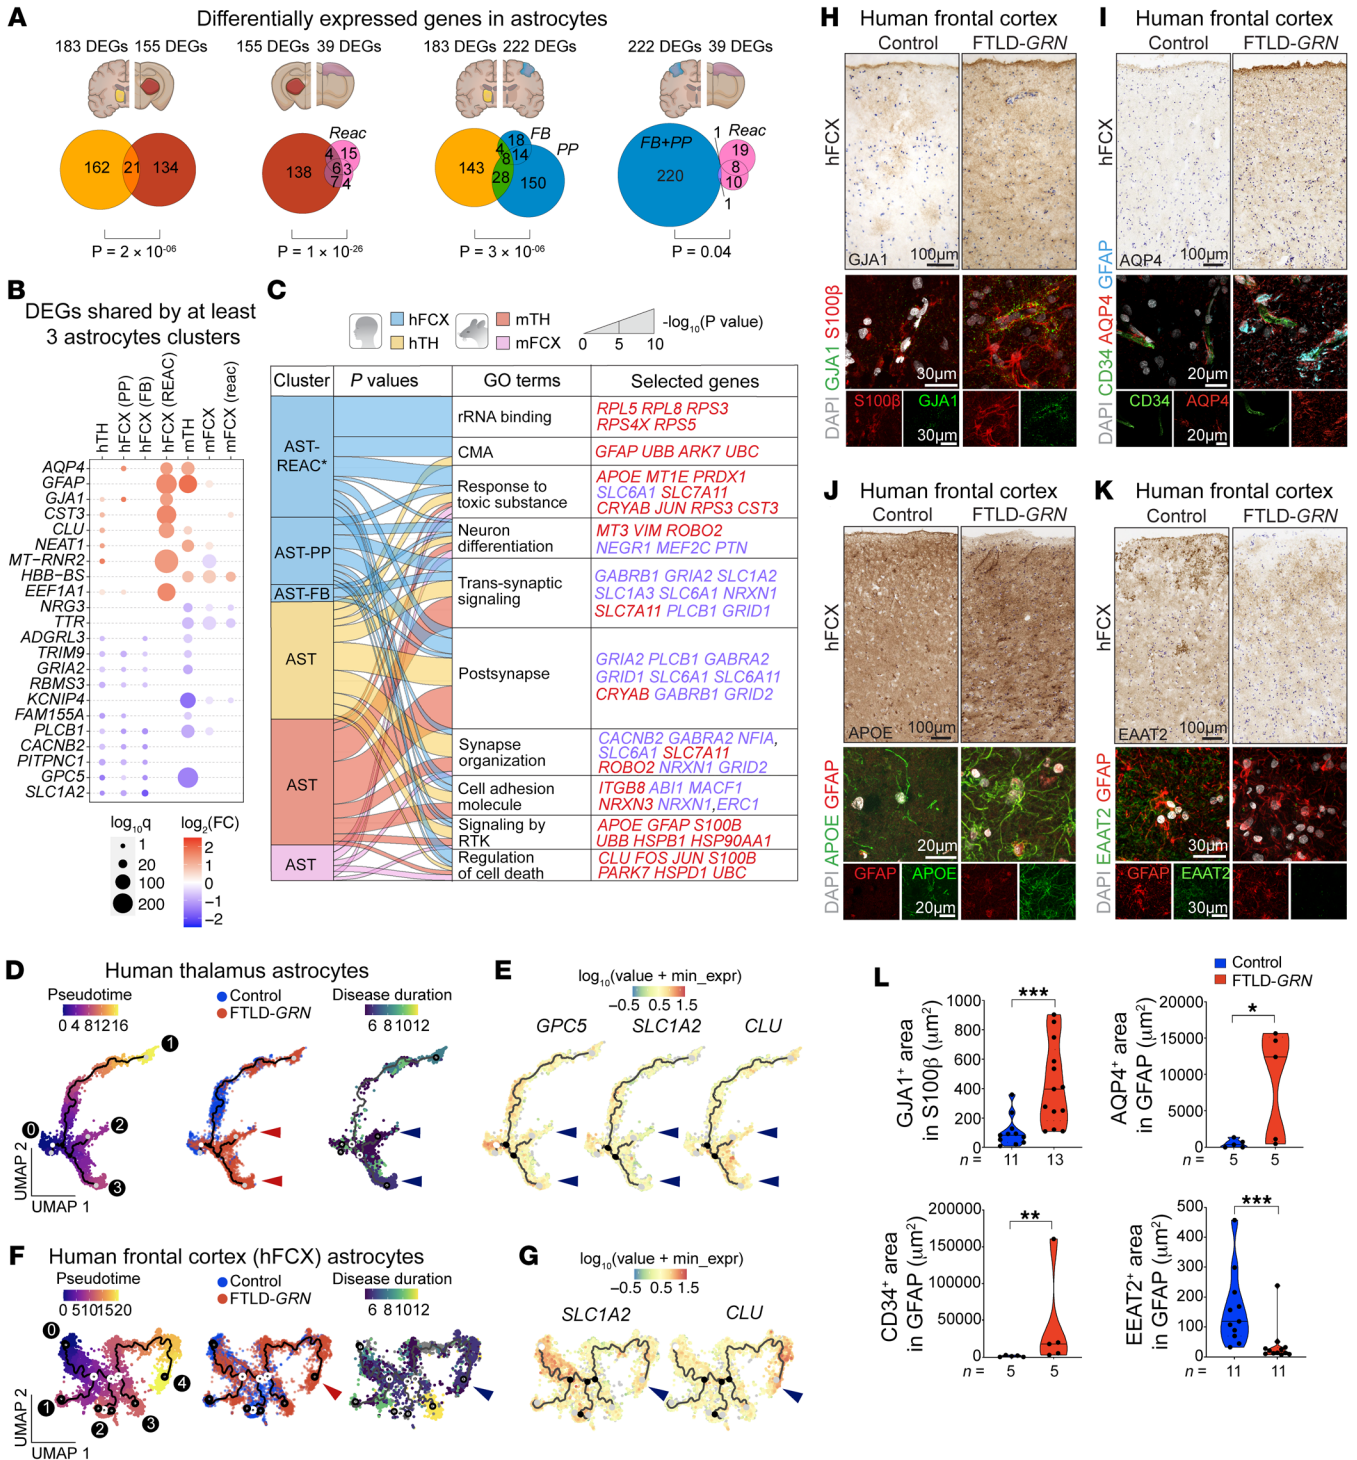 A
Differentially expressed genes in astrocytes
183 DEGs 155 DEGs
155 DEGs 39 DEGs
183 DEGs 222 DEGs
222 DEGs 39 DEGs
162 21 134
P = 2 × 10⁻⁰⁶
Reac
138 4 15 6 3 7 4
P = 1 × 10⁻²⁶
FB
PP
143 4 18 8 14 28 150
P = 3 × 10⁻⁰⁶
FB+PP
220
1
Reac
19
8
10
1
P = 0.04
B
DEGs shared by at least
3 astrocytes clusters
hTH
hFCX (PP)
hFCX (FB)
hFCX (REAC)
mTH
mFCX
mFCX (reac)
AQP4
GFAP
GJA1
CST3
CLU
NEAT1
MT−RNR2
HBB−BS
EEF1A1
NRG3
TTR
ADGRL3
TRIM9
GRIA2
RBMS3
KCNIP4
FAM155A
PLCB1
CACNB2
PITPNC1
GPC5
SLC1A2
log₁₀q
1
20
100
200
log₂(FC)
2
1
0
−1
−2
C
hFCX
hTH
mTH
mFCX
-log₁₀(P value)
0 5 10
Cluster P values GO terms Selected genes
AST-
REAC*
AST-PP
AST-FB
AST
AST
AST
rRNA binding
RPL5 RPL8 RPS3
RPS4X RPS5
CMA
GFAP UBB ARK7 UBC
Response to
toxic substance
APOE MT1E PRDX1
SLC6A1 SLC7A11
CRYAB JUN RPS3 CST3
Neuron
differentiation
MT3 VIM ROBO2
NEGR1 MEF2C PTN
Trans-synaptic
signaling
GABRB1 GRIA2 SLC1A2
SLC1A3 SLC6A1 NRXN1
SLC7A11 PLCB1 GRID1
Postsynapse
GRIA2 PLCB1 GABRA2
GRID1 SLC6A1 SLC6A11
CRYAB GABRB1 GRID2
Synapse
organization
CACNB2 GABRA2 NFIA,
SLC6A1 SLC7A11
ROBO2 NRXN1 GRID2
Cell adhesion
molecule
ITGB8 ABI1 MACF1
NRXN3 NRXN1,ERC1
Signaling by
RTK
APOE GFAP S100B
UBB HSPB1 HSP90AA1
Regulation
of cell death
CLU FOS JUN S100B
PARK7 HSPD1 UBC
D
Human thalamus astrocytes
Pseudotime
0 4 8 12 16
Control
FTLD-GRN
Disease duration
6 8 10 12
0
1
2
3
UMAP 2
UMAP 1
E
log₁₀(value + min_expr)
−0.5 0.5 1.5
GPC5 SLC1A2 CLU
F
Human frontal cortex (hFCX) astrocytes
Pseudotime
0 5 10 15 20
Control
FTLD-GRN
Disease duration
6 8 10 12
0
1
2
3
4
UMAP 2
UMAP 1
G
log₁₀(value + min_expr)
−0.5 0.5 1.5
SLC1A2 CLU
H
Human frontal cortex
Control FTLD-GRN
hFCX
GJA1
100μm
DAPI GJA1 S100β
30μm
S100β
GJA1
30μm
I
Human frontal cortex
Control FTLD-GRN
hFCX
AQP4
100μm
DAPI CD34 AQP4 GFAP
20μm
CD34
AQP4
20μm
J
Human frontal cortex
Control FTLD-GRN
hFCX
APOE
100μm
DAPI APOE GFAP
20μm
GFAP
APOE
20μm
K
Human frontal cortex
Control FTLD-GRN
hFCX
EAAT2
100μm
DAPI EAAT2 GFAP
30μm
GFAP
EAAT2
30μm
L
Control
FTLD-GRN
GJA1⁺ area
in S100β (μm²)
1000
800
600
400
200
0
***
n = 11 13
AQP4⁺ area
in GFAP (μm²)
20000
15000
10000
5000
0
*
n = 5 5
CD34⁺ area
in GFAP (μm²)
200000
150000
100000
50000
0
**
n = 5 5
EEAT2⁺ area
in GFAP (μm²)
500
400
300
200
100
0
***
n = 11 11